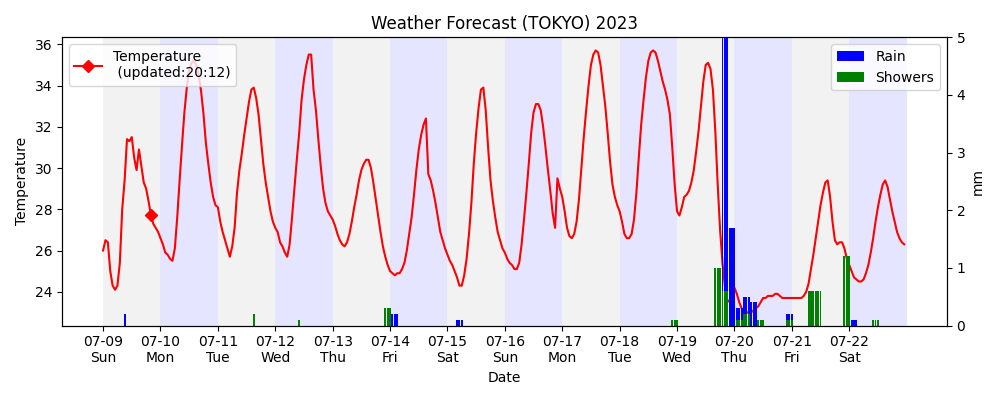 Weather Forecast (TOKYO) 2023
Temperature
(updated:20:12)
Rain
Showers
Temperature
36
34
32
30
28
26
24
5
4
3
2
1
0
mm
07-09 07-10 07-11 07-12 07-13 07-14 07-15 07-16 07-17 07-18 07-19 07-20 07-21 07-22
Sun Mon Tue Wed Thu Fri Sat Sun Mon Tue Wed Thu Fri Sat
Date